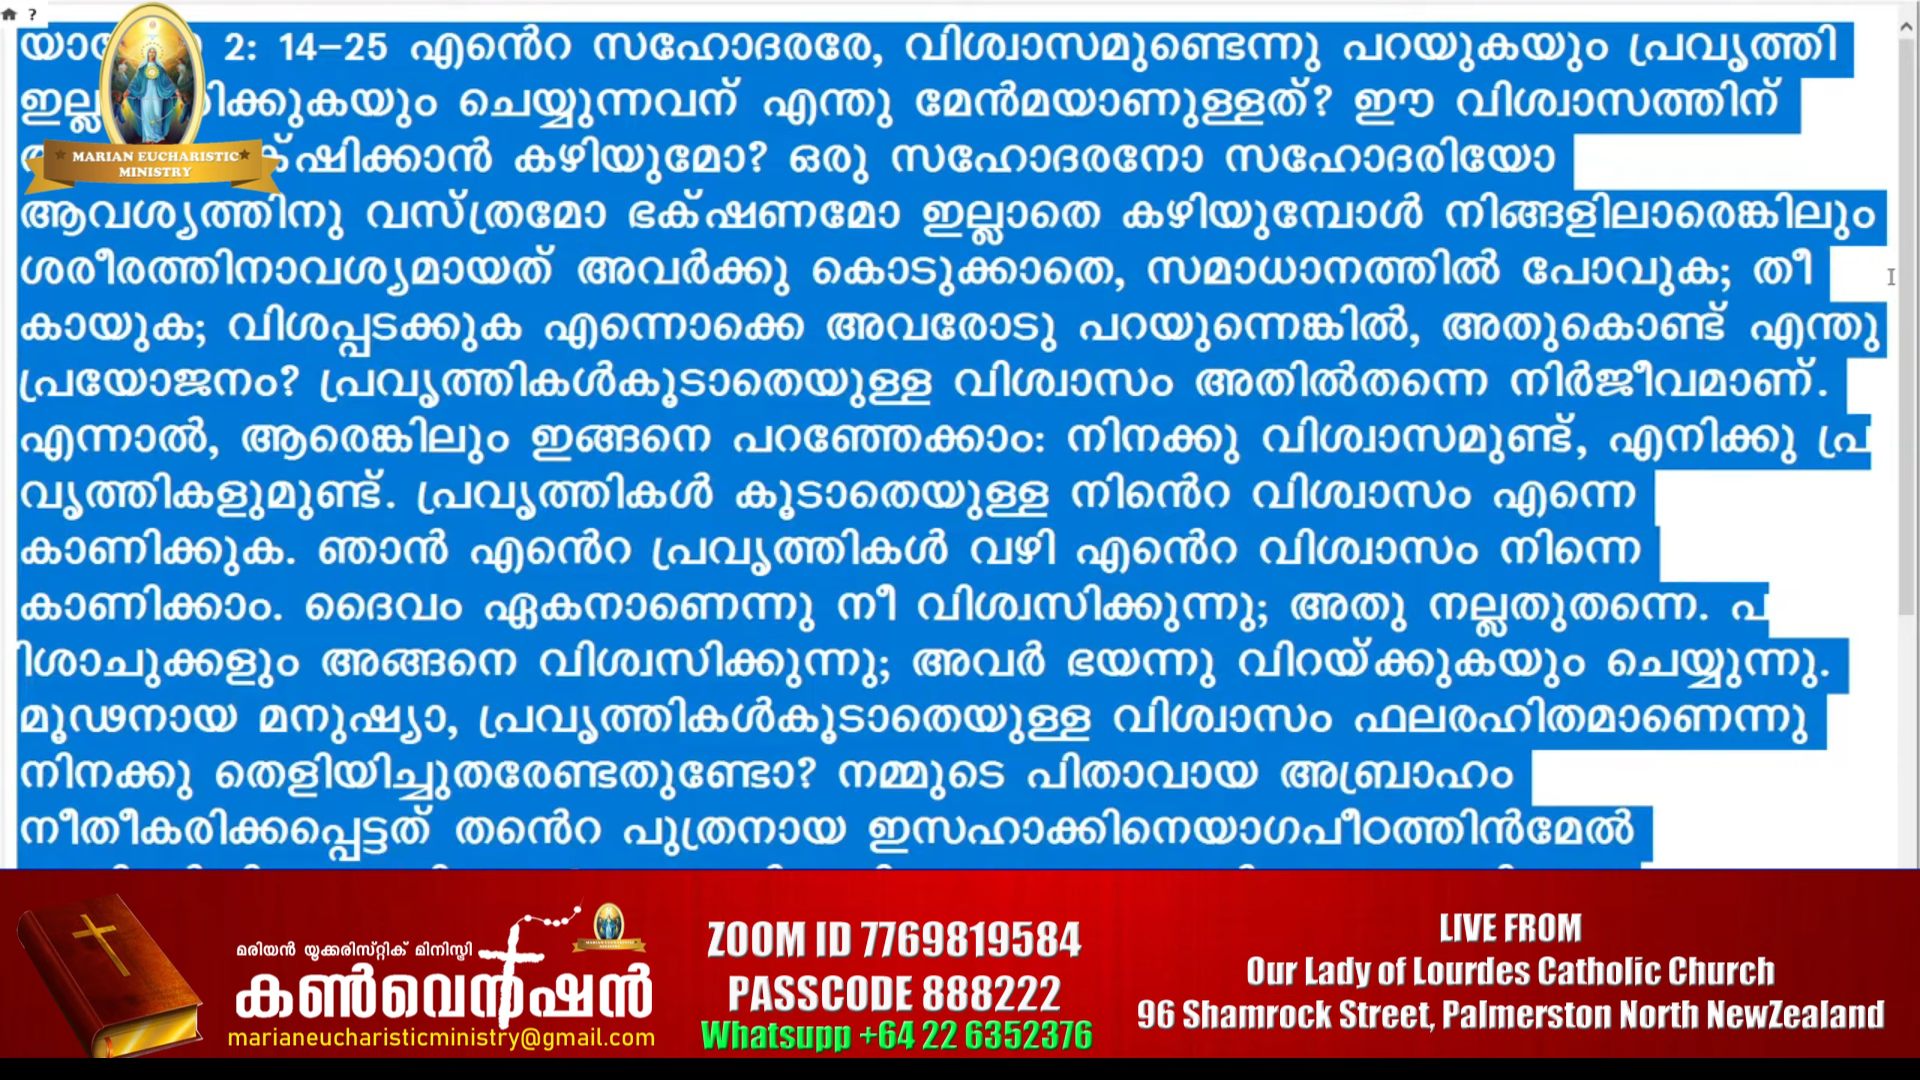 ?
2: 14-25 എന്റെ സഹോദരരേ, വിശ്വാസമുണ്ടെന്നു പറയുകയും പ്രവൃത്തി
ചെയ്യുന്നവന് എന്തു മേൻമയാണുള്ളത്? ഈ വിശ്വാസത്തിന്
കഴിയുമോ? ഒരു സഹോദരനോ സഹോദരിയോ
MARIAN EUCHARISTIC
MINISTRY
ആവശ്യത്തിനു വസ്ത്രമോ ഭക്ഷണമോ ഇല്ലാതെ കഴിയുമ്പോൾ നിങ്ങളിലാരെങ്കിലും
ശരീരത്തിനാവശ്യമായത് അവർക്കു കൊടുക്കാതെ, സമാധാനത്തിൽ പോവുക; തീ
കായുക; വിശപ്പടക്കുക എന്നൊക്കെ അവരോടു പറയുന്നെങ്കിൽ, അതുകൊണ്ട് എന്തു
പ്രയോജനം? പ്രവൃത്തികൾകൂടാതെയുള്ള വിശ്വാസം അതിൽതന്നെ നിർജീവമാണ്.
എന്നാൽ, ആരെങ്കിലും ഇങ്ങനെ പറഞ്ഞേക്കാം: നിനക്കു വിശ്വാസമുണ്ട്, എനിക്കു പ്ര
വൃത്തികളുമുണ്ട്. പ്രവൃത്തികൾ കൂടാതെയുള്ള നിന്റെ വിശ്വാസം എന്നെ
കാണിക്കുക. ഞാൻ എന്റെ പ്രവൃത്തികൾ വഴി എന്റെ വിശ്വാസം നിന്നെ
കാണിക്കാം. ദൈവം ഏകനാണെന്നു നീ വിശ്വസിക്കുന്നു; അതു നല്ലതുതന്നെ. പ
ിശാചുക്കളും അങ്ങനെ വിശ്വസിക്കുന്നു; അവർ ഭയന്നു വിറയ്ക്കുകയും ചെയ്യുന്നു.
മൂഢനായ മനുഷ്യാ, പ്രവൃത്തികൾകൂടാതെയുള്ള വിശ്വാസം ഫലരഹിതമാണെന്നു
നിനക്കു തെളിയിച്ചുതരേണ്ടതുണ്ടോ? നമ്മുടെ പിതാവായ അബ്രാഹം
നീതീകരിക്കപ്പെട്ടത് തന്റെ പുത്രനായ ഇസഹാക്കിനെയാഗപീഠത്തിൻമേൽ
മരിയൻ യൂക്കരിസ്റ്റിക് മിനിസ്ട്രി
കൺവെൻഷൻ
marianeucharisticministry@gmail.com
ZOOM ID 7769819584
PASSCODE 888222
Whatsupp +64 22 6352376
LIVE FROM
Our Lady of Lourdes Catholic Church
96 Shamrock Street, Palmerston North NewZealand